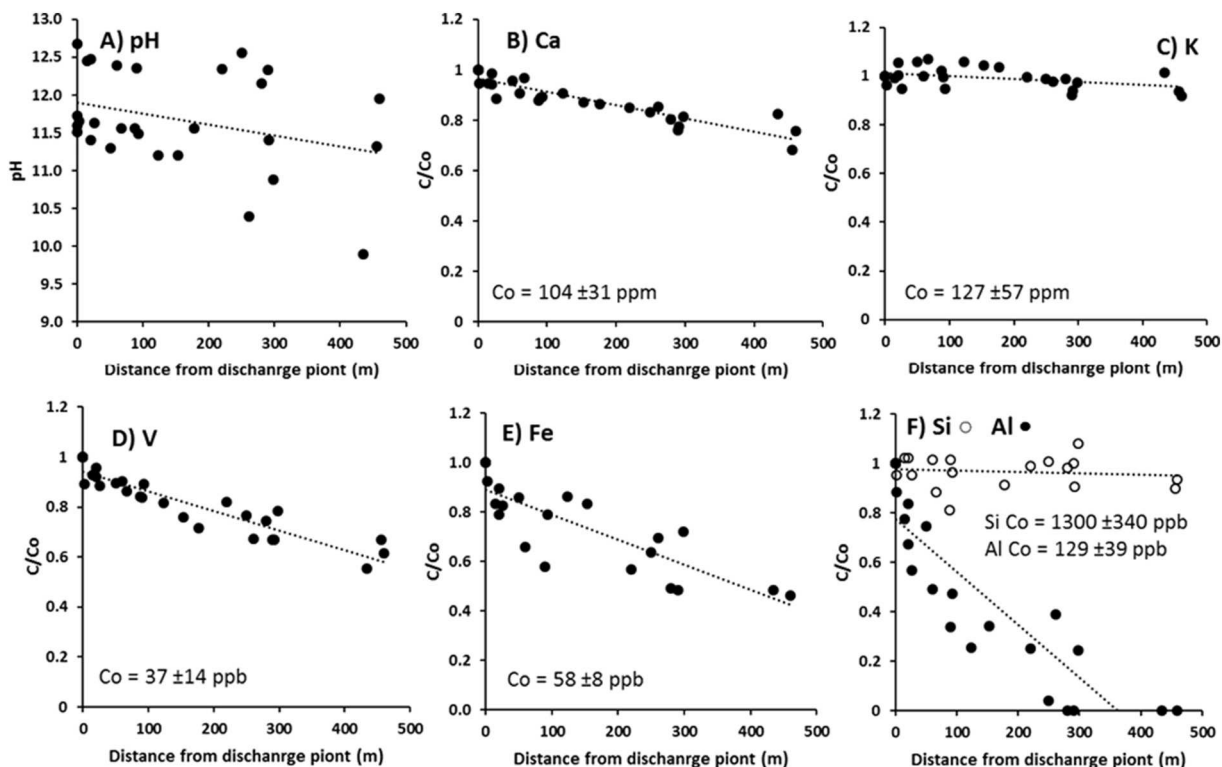 A) pH
13.0
12.5
12.0
11.5
11.0
10.5
10.0
9.5
9.0
pH
0 100 200 300 400 500
Distance from dischanrge piont (m)
B) Ca
1.2
1
0.8
0.6
0.4
0.2
0
C/Co
Co = 104 ±31 ppm
0 100 200 300 400 500
Distance from dischanrge piont (m)
C) K
1.2
1
0.8
0.6
0.4
0.2
0
C/Co
Co = 127 ±57 ppm
0 100 200 300 400 500
Distance from dischanrge piont (m)
D) V
1.2
1
0.8
0.6
0.4
0.2
0
C/Co
Co = 37 ±14 ppb
0 100 200 300 400 500
Distance from dischanrge piont (m)
E) Fe
1.2
1.0
0.8
0.6
0.4
0.2
0.0
C/Co
Co = 58 ±8 ppb
0 100 200 300 400 500
Distance from dischanrge piont (m)
F) Si Al
1.2
1
0.8
0.6
0.4
0.2
0
C/Co
Si Co = 1300 ±340 ppb
Al Co = 129 ±39 ppb
0 100 200 300 400 500
Distance from dischanrge piont (m)